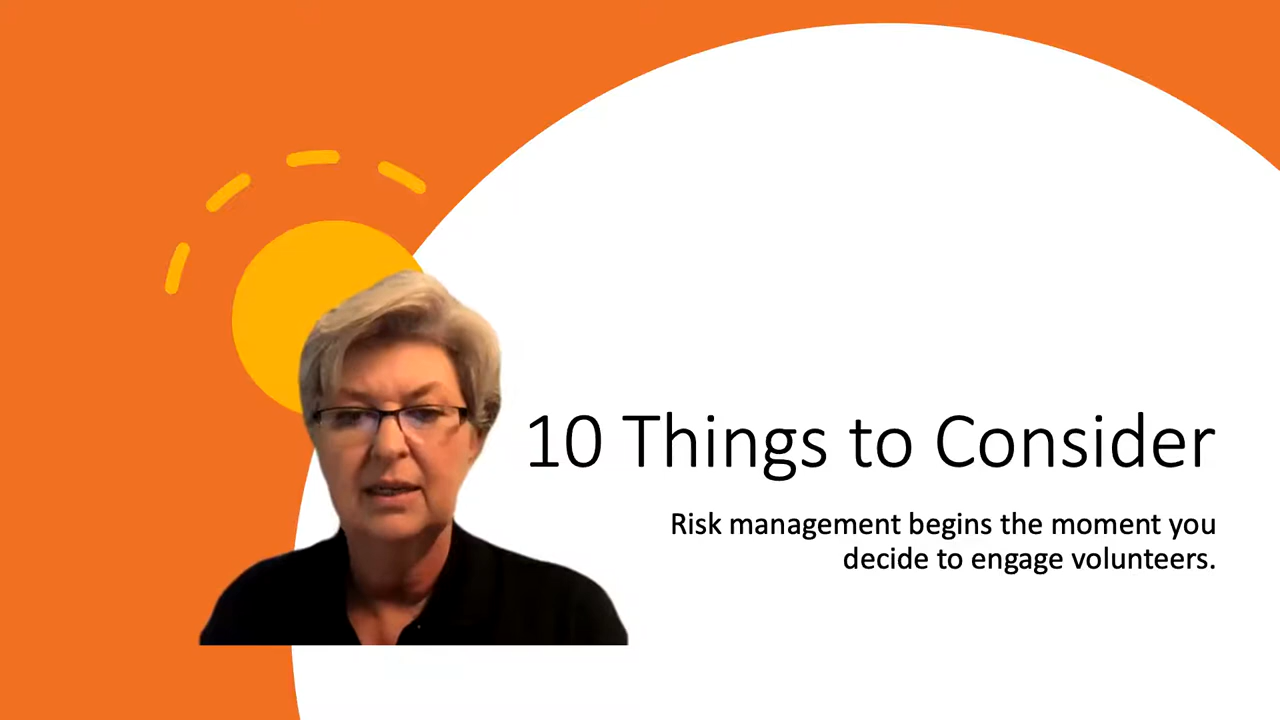 10 Things to Consider
Risk management begins the moment you
decide to engage volunteers.